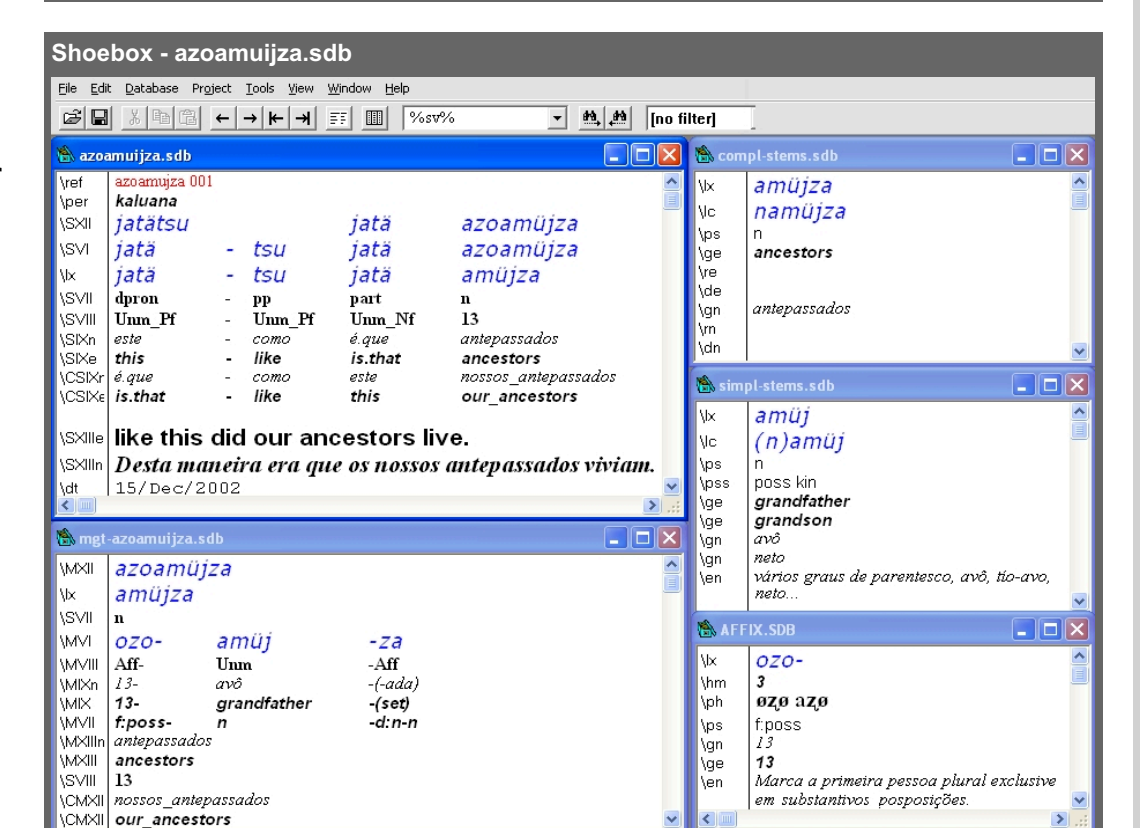 Shoebox - azoamuijza.sdb
File Edit Database Project Tools View Window Help
%sv% [no filter]
azoamuijza.sdb
\ref azoamujza 001
\per kaluana
\SXII jatätsu jatä azoamüjza
\SVI jatä - tsu jatä azoamüjza
\lx jatä - tsu jatä amüjza
\SVII dpron - pp part n
\SVIII Unm_Pf - Unm_Pf Unm_Nf 13
\SIXn este - como é.que antepassados
\SIXe this - like is.that ancestors
\CSIXr é.que - como este nossos_antepassados
\CSIXe is.that - like this our_ancestors
\SXIIIe like this did our ancestors live.
\SXIIIn Desta maneira era que os nossos antepassados viviam.
\dt 15/Dec/2002
mgt-azoamuijza.sdb
\MXII azoamüjza
\lx amüjza
\SVII n
\MVI ozo- amüj -za
\MVIII Aff- Unm -Aff
\MIXn 13- avô -(-ada)
\MIX 13- grandfather -(set)
\MVII f:poss- n -d:n-n
\MXIIIn antepassados
\MXIII ancestors
\SVIII 13
\CMXII nossos_antepassados
\CMXII our_ancestors
compl-stems.sdb
\lx amüjza
\lc namüjza
\ps n
\ge ancestors
\re
\de
\gn antepassados
\rn
\dn
simpl-stems.sdb
\lx amüj
\lc (n)amüj
\ps n
\pss poss kin
\ge grandfather
\ge grandson
\gn avô
\gn neto
\en vários graus de parentesco, avô, tío-avo,
neto...
AFFIX.SDB
\lx ozo-
\hm 3
\ph øʐø aʐø
\ps f:poss
\gn 13
\ge 13
\en Marca a primeira pessoa plural exclusive
em substantivos posposições.